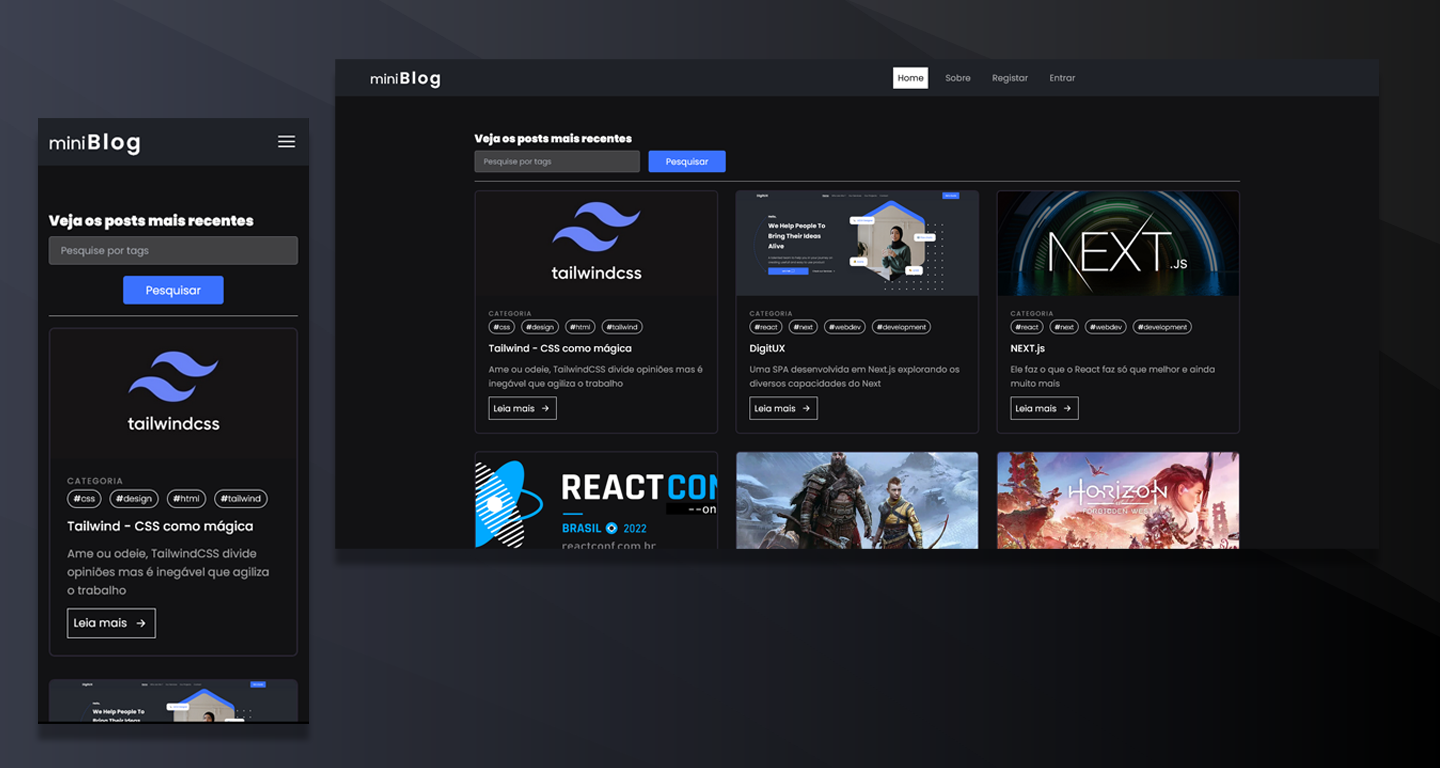 miniBlog
Veja os posts mais recentes
Pesquise por tags
Pesquisar
tailwindcss
CATEGORIA
#css #design #html #tailwind
Tailwind - CSS como mágica
Ame ou odeie, TailwindCSS divide
opiniões mas é inegável que agiliza
o trabalho
Leia mais →
We Help People To
Bring Their Ideas
miniBlog
Home Sobre Registar Entrar
Veja os posts mais recentes
Pesquise por tags Pesquisar
tailwindcss
CATEGORIA
#css #design #html #tailwind
Tailwind - CSS como mágica
Ame ou odeie, TailwindCSS divide opiniões mas é
inegável que agiliza o trabalho
Leia mais →
We Help People To
Bring Their Ideas
Alive
CATEGORIA
#react #next #webdev #development
DigitUX
Uma SPA desenvolvida em Next.js explorando os
diversos capacidades do Next
Leia mais →
NEXT.JS
CATEGORIA
#react #next #webdev #development
NEXT.js
Ele faz o que o React faz só que melhor e ainda
muito mais
Leia mais →
REACTCON
--on
BRASIL 2022
reactconf.com.br
HORIZON
FORBIDDEN WEST